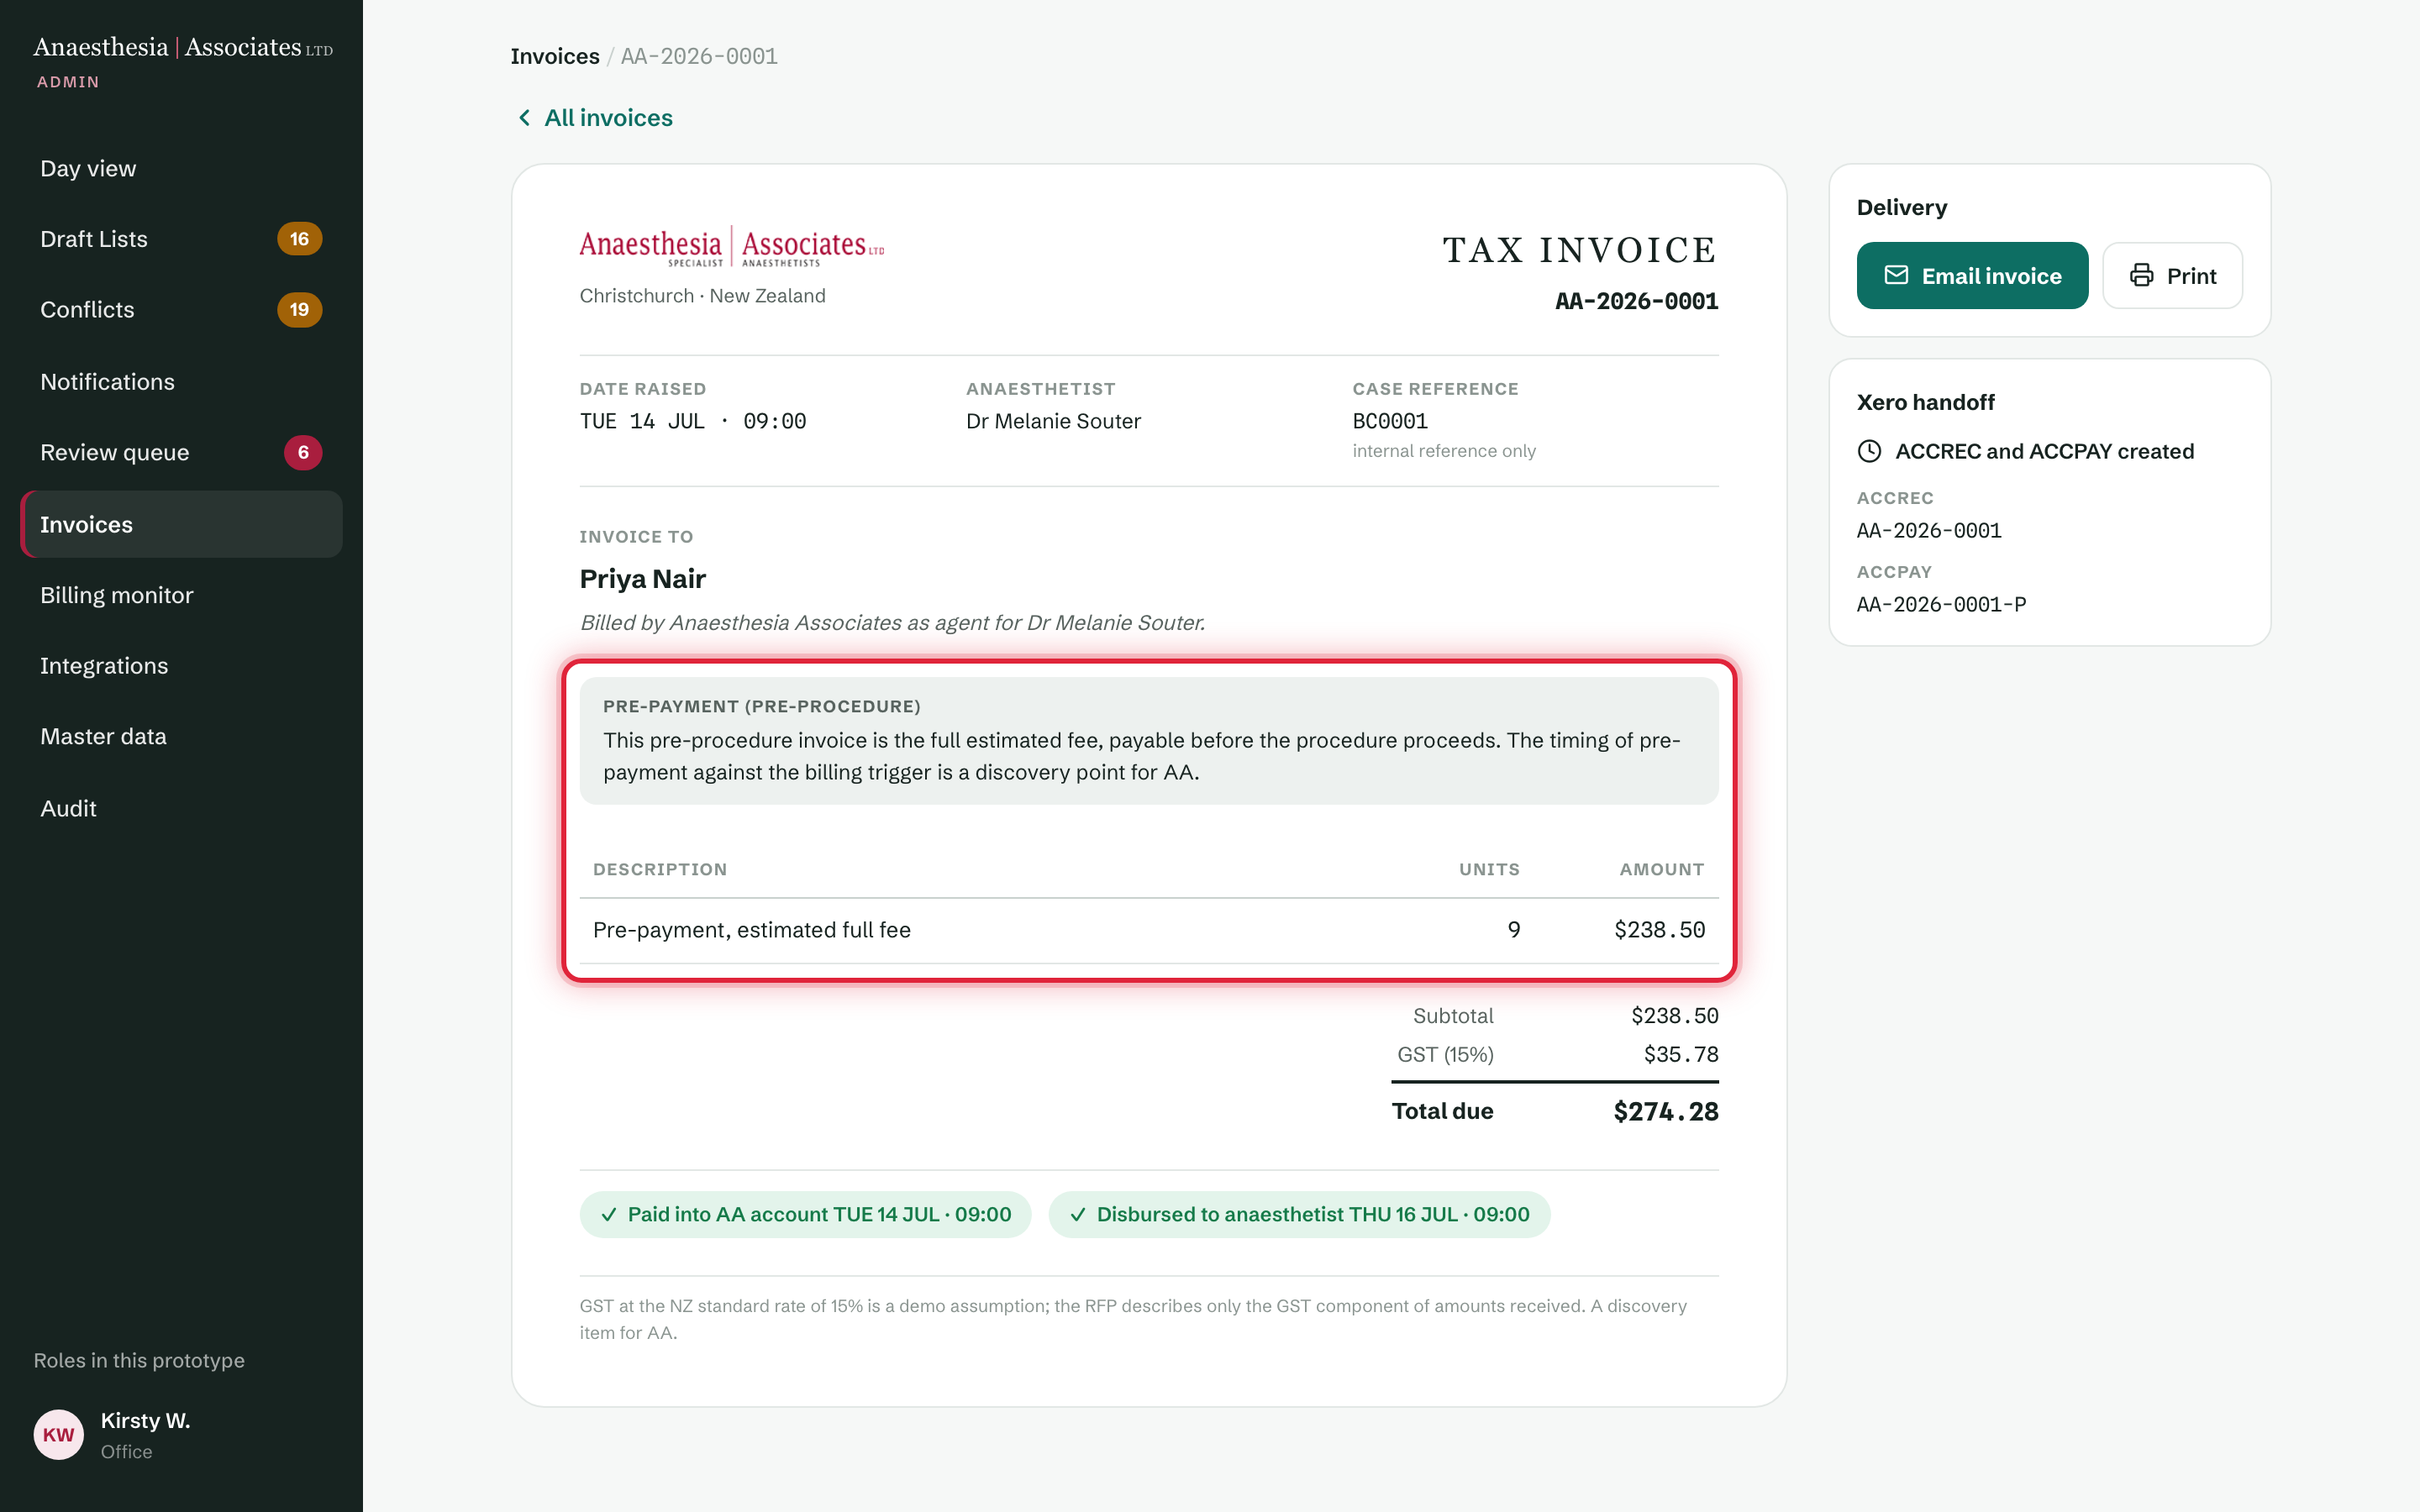 Anaesthesia | Associates LTD
ADMIN
Day view
Draft Lists 16
Conflicts 19
Notifications
Review queue 6
Invoices
Billing monitor
Integrations
Master data
Audit
Roles in this prototype
KW Kirsty W.
Office
Invoices / AA-2026-0001
All invoices
Anaesthesia | Associates LTD
SPECIALIST ANAESTHETISTS
Christchurch · New Zealand
TAX INVOICE
AA-2026-0001
DATE RAISED
TUE 14 JUL · 09:00
ANAESTHETIST
Dr Melanie Souter
CASE REFERENCE
BC0001
internal reference only
INVOICE TO
Priya Nair
Billed by Anaesthesia Associates as agent for Dr Melanie Souter.
PRE-PAYMENT (PRE-PROCEDURE)
This pre-procedure invoice is the full estimated fee, payable before the procedure proceeds. The timing of pre-
payment against the billing trigger is a discovery point for AA.
DESCRIPTION UNITS AMOUNT
Pre-payment, estimated full fee 9 $238.50
Subtotal $238.50
GST (15%) $35.78
Total due $274.28
Paid into AA account TUE 14 JUL · 09:00
Disbursed to anaesthetist THU 16 JUL · 09:00
GST at the NZ standard rate of 15% is a demo assumption; the RFP describes only the GST component of amounts received. A discovery
item for AA.
Delivery
Email invoice
Print
Xero handoff
ACCREC and ACCPAY created
ACCREC
AA-2026-0001
ACCPAY
AA-2026-0001-P